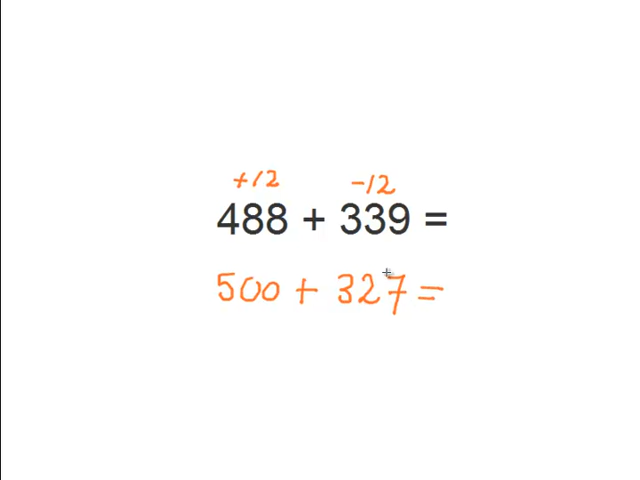 +12 -12
488 + 339 =
500 + 327 =